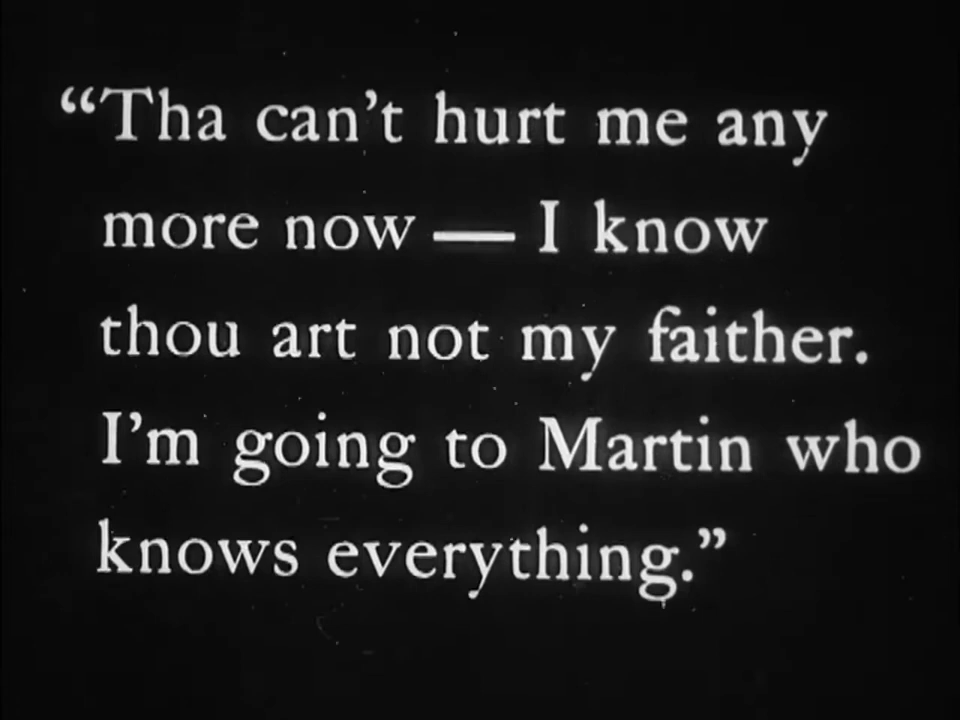 “Tha can’t hurt me any
more now — I know
thou art not my faither.
I’m going to Martin who
knows everything.”